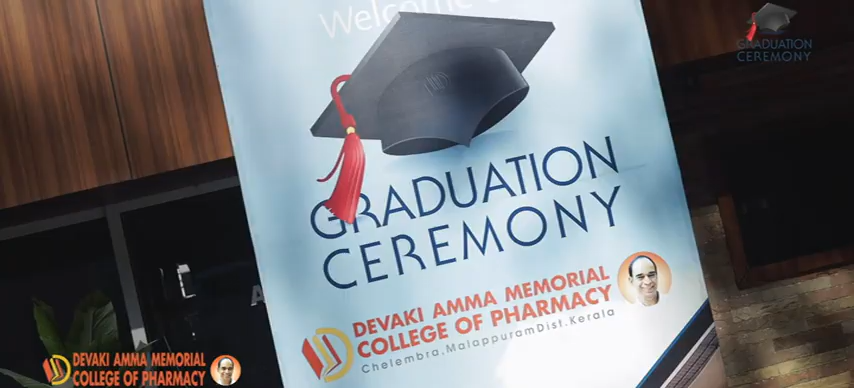 Welcome
GRADUATION
CEREMONY
DEVAKI AMMA MEMORIAL
COLLEGE OF PHARMACY
Chelembra,MalappuramDist.Kerala
GRADUATION
CEREMONY
DEVAKI AMMA MEMORIAL
COLLEGE OF PHARMACY